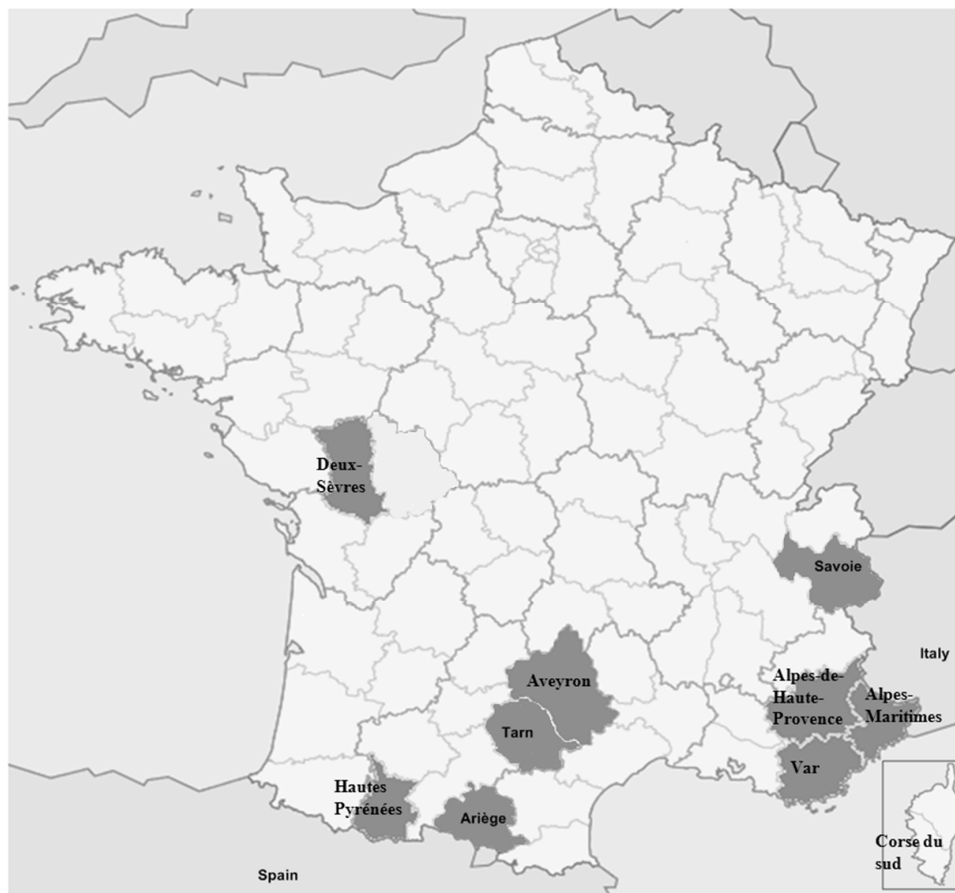 Deux-
Sèvres
Savoie
Italy
Aveyron
Alpes-de-
Haute-
Provence
Alpes-
Maritimes
Tarn
Var
Hautes
Pyrénées
Ariège
Corse du
sud
Spain